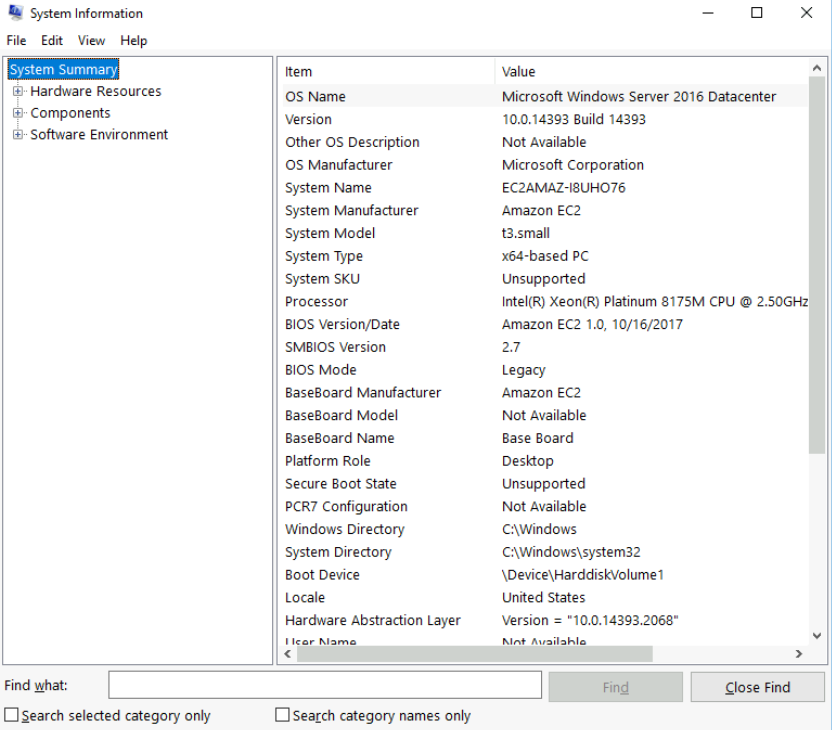 System Information
File Edit View Help
System Summary
Hardware Resources
Components
Software Environment
Item Value
OS Name Microsoft Windows Server 2016 Datacenter
Version 10.0.14393 Build 14393
Other OS Description Not Available
OS Manufacturer Microsoft Corporation
System Name EC2AMAZ-I8UHO76
System Manufacturer Amazon EC2
System Model t3.small
System Type x64-based PC
System SKU Unsupported
Processor Intel(R) Xeon(R) Platinum 8175M CPU @ 2.50GHz
BIOS Version/Date Amazon EC2 1.0, 10/16/2017
SMBIOS Version 2.7
BIOS Mode Legacy
BaseBoard Manufacturer Amazon EC2
BaseBoard Model Not Available
BaseBoard Name Base Board
Platform Role Desktop
Secure Boot State Unsupported
PCR7 Configuration Not Available
Windows Directory C:\Windows
System Directory C:\Windows\system32
Boot Device \Device\HarddiskVolume1
Locale United States
Hardware Abstraction Layer Version = "10.0.14393.2068"
User Name Not Available
Find what: Find Close Find
Search selected category only Search category names only